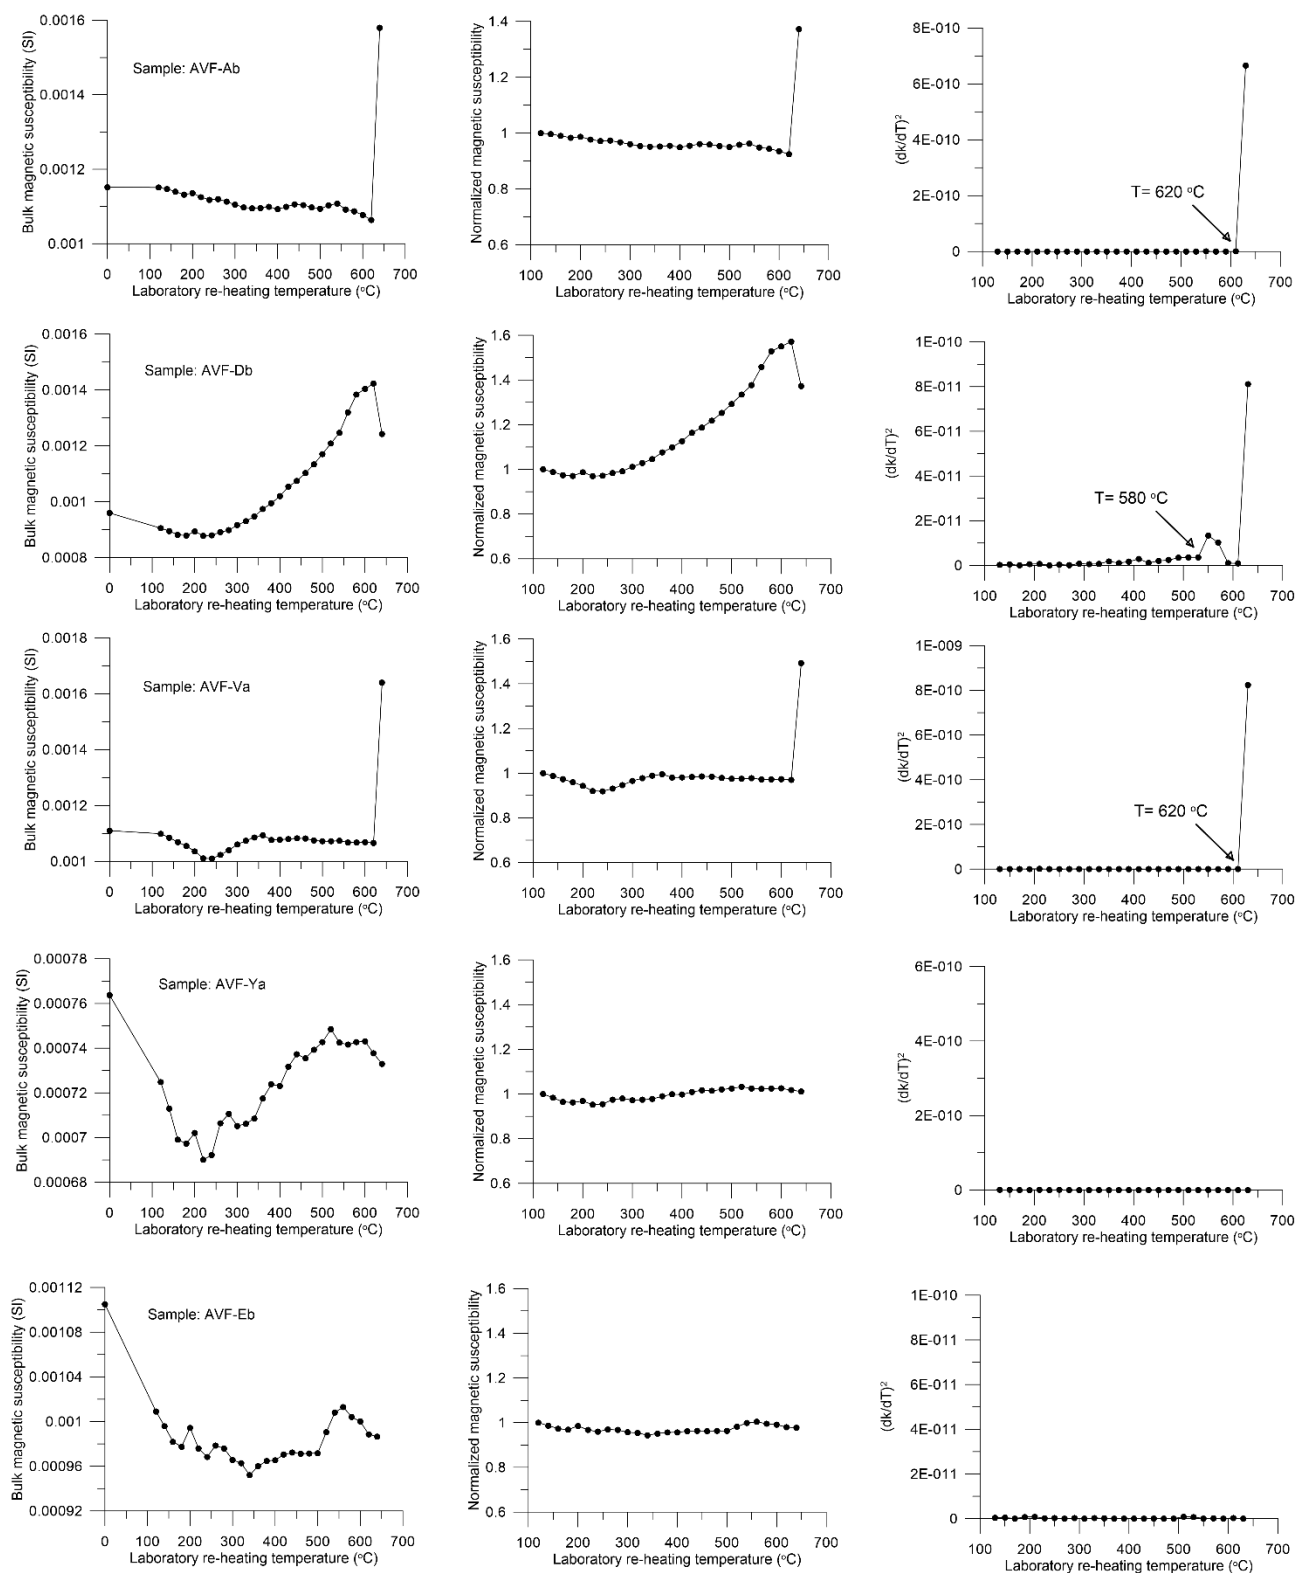 Bulk magnetic susceptibility (SI)
0.0016
0.0014
0.0012
0.001
Sample: AVF-Ab
0 100 200 300 400 500 600 700
Laboratory re-heating temperature (°C)
Normalized magnetic susceptibility
1.4
1.2
1
0.8
0.6
100 200 300 400 500 600 700
Laboratory re-heating temperature (°C)
(dk/dT)²
8E-010
6E-010
4E-010
2E-010
0
T= 620 °C
100 200 300 400 500 600 700
Laboratory re-heating temperature (°C)
Bulk magnetic susceptibility (SI)
0.0016
0.0014
0.0012
0.001
0.0008
Sample: AVF-Db
0 100 200 300 400 500 600 700
Laboratory re-heating temperature (°C)
Normalized magnetic susceptibility
1.6
1.4
1.2
1
0.8
0.6
100 200 300 400 500 600 700
Laboratory re-heating temperature (°C)
(dk/dT)²
1E-010
8E-011
6E-011
4E-011
2E-011
0
T= 580 °C
100 200 300 400 500 600 700
Laboratory re-heating temperature (°C)
Bulk magnetic susceptibility (SI)
0.0018
0.0016
0.0014
0.0012
0.001
Sample: AVF-Va
0 100 200 300 400 500 600 700
Laboratory re-heating temperature (°C)
Normalized magnetic susceptibility
1.6
1.4
1.2
1
0.8
0.6
100 200 300 400 500 600 700
Laboratory re-heating temperature (°C)
(dk/dT)²
1E-009
8E-010
6E-010
4E-010
2E-010
0
T= 620 °C
100 200 300 400 500 600 700
Laboratory re-heating temperature (°C)
Bulk magnetic susceptibility (SI)
0.00078
0.00076
0.00074
0.00072
0.0007
0.00068
Sample: AVF-Ya
0 100 200 300 400 500 600 700
Laboratory re-heating temperature (°C)
Normalized magnetic susceptibility
1.6
1.4
1.2
1
0.8
0.6
100 200 300 400 500 600 700
Laboratory re-heating temperature (°C)
(dk/dT)²
6E-010
4E-010
2E-010
0
100 200 300 400 500 600 700
Laboratory re-heating temperature (°C)
Bulk magnetic susceptibility (SI)
0.00112
0.00108
0.00104
0.001
0.00096
0.00092
Sample: AVF-Eb
0 100 200 300 400 500 600 700
Laboratory re-heating temperature (°C)
Normalized magnetic susceptibility
1.6
1.4
1.2
1
0.8
0.6
100 200 300 400 500 600 700
Laboratory re-heating temperature (°C)
(dk/dT)²
1E-010
8E-011
6E-011
4E-011
2E-011
0
100 200 300 400 500 600 700
Laboratory re-heating temperature (°C)